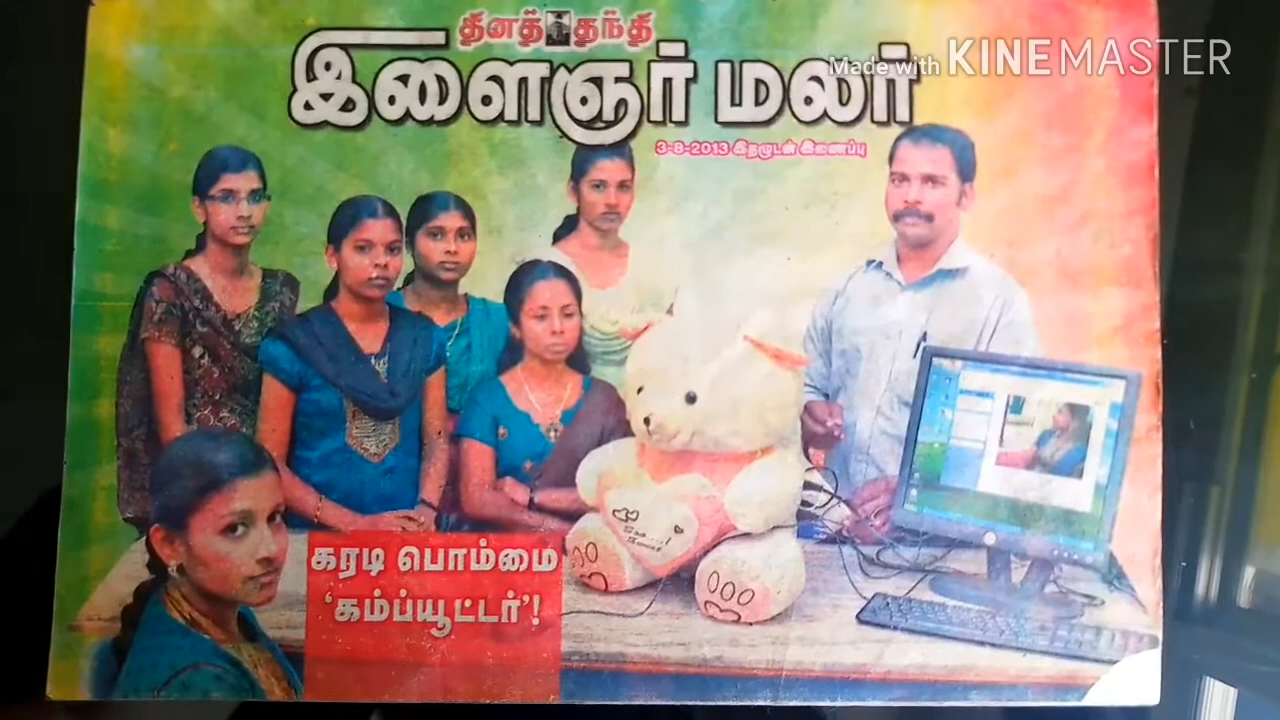 தினத் தந்தி
இளைஞர் மலர்
Made with KINEMASTER
3-8-2013 இதழுடன் இணைப்பு
கரடி பொம்மை
‘கம்ப்யூட்டர்’!